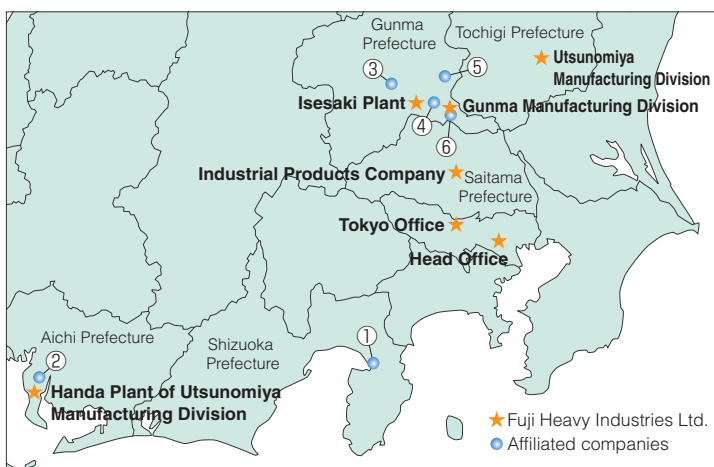 Gunma
Prefecture
Tochigi Prefecture
③
⑤
Utsunomiya
Manufacturing Division
Isesaki Plant
Gunma Manufacturing Division
④
⑥
Industrial Products Company
Saitama
Prefecture
Tokyo Office
Head Office
Aichi Prefecture
②
Shizuoka
Prefecture
①
Handa Plant of Utsunomiya
Manufacturing Division
Fuji Heavy Industries Ltd.
Affiliated companies